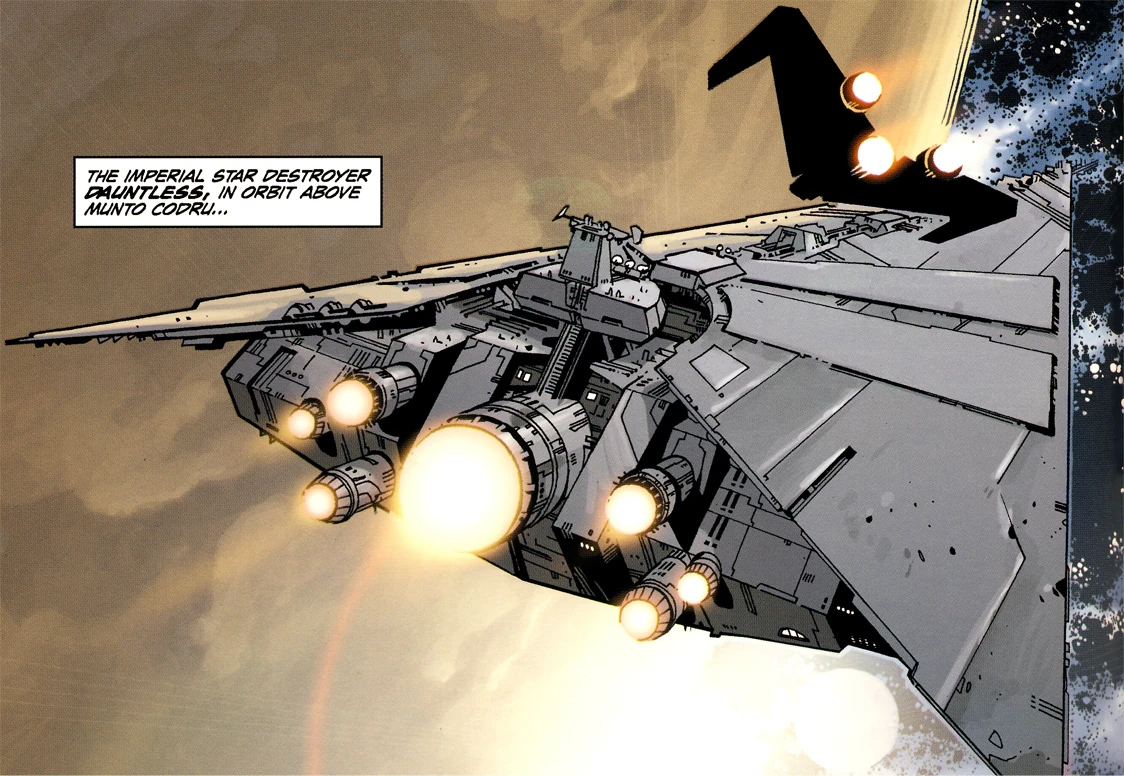 THE IMPERIAL STAR DESTROYER
DAUNTLESS, IN ORBIT ABOVE
MUNTO CODRU...